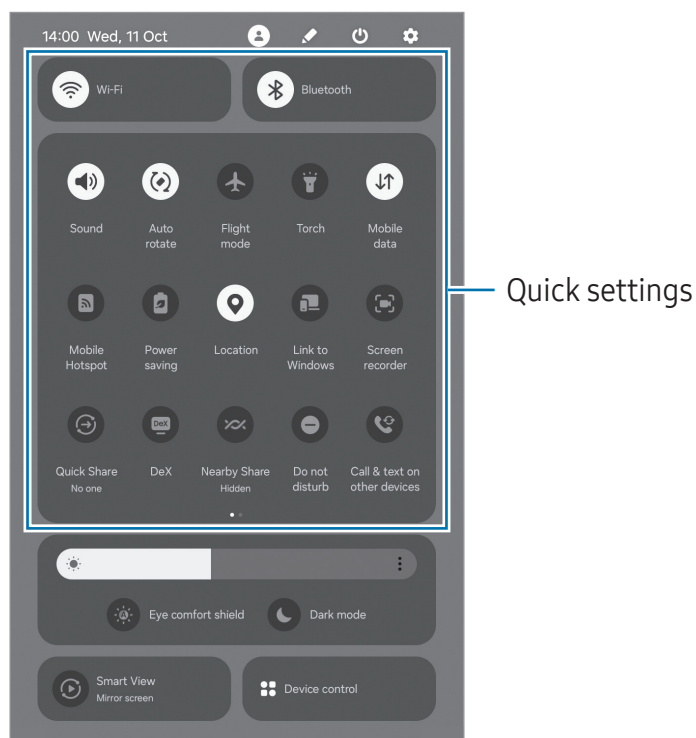 14:00 Wed, 11 Oct
Wi-Fi
Bluetooth
Sound
Auto
rotate
Flight
mode
Torch
Mobile
data
Mobile
Hotspot
Power
saving
Location
Link to
Windows
Screen
recorder
Quick Share
No one
DeX
DeX
Nearby Share
Hidden
Do not
disturb
Call & text on
other devices
Quick settings
A
Eye comfort shield
Dark mode
Smart View
Mirror screen
Device control